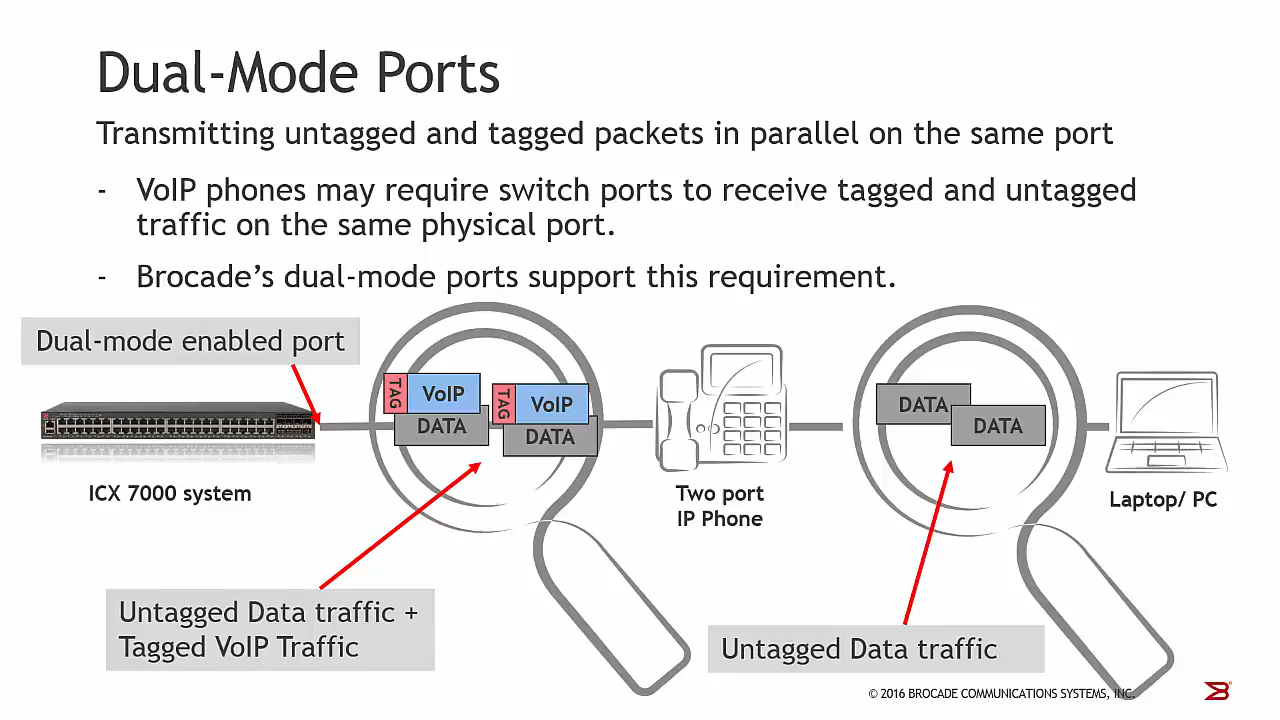 Dual-Mode Ports
Transmitting untagged and tagged packets in parallel on the same port
- VoIP phones may require switch ports to receive tagged and untagged
traffic on the same physical port.
- Brocade’s dual-mode ports support this requirement.
Dual-mode enabled port
TAG
VoIP
DATA
TAG
VoIP
DATA
DATA
DATA
ICX 7000 system
Two port
IP Phone
Laptop/ PC
Untagged Data traffic +
Tagged VoIP Traffic
Untagged Data traffic
© 2016 BROCADE COMMUNICATIONS SYSTEMS, INC.